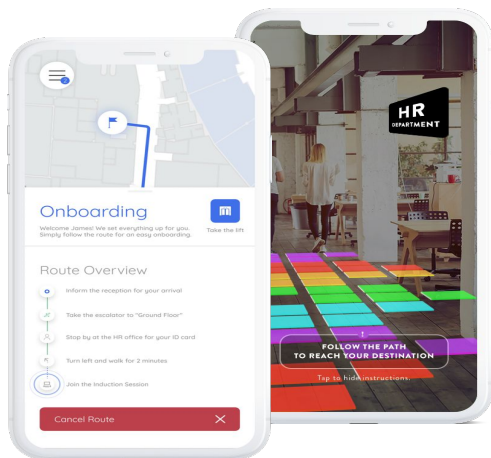 2
Onboarding
Welcome James! We set everything up for you.
Simply follow the route for an easy onboarding.
Take the lift
Route Overview
Inform the reception for your arrival
Take the escalator to "Ground Floor"
Stop by at the HR office for your ID card
Turn left and walk for 2 minutes
Join the Induction Session
Cancel Route
HR
DEPARTMENT
FOLLOW THE PATH
TO REACH YOUR DESTINATION
Tap to hide instructions.